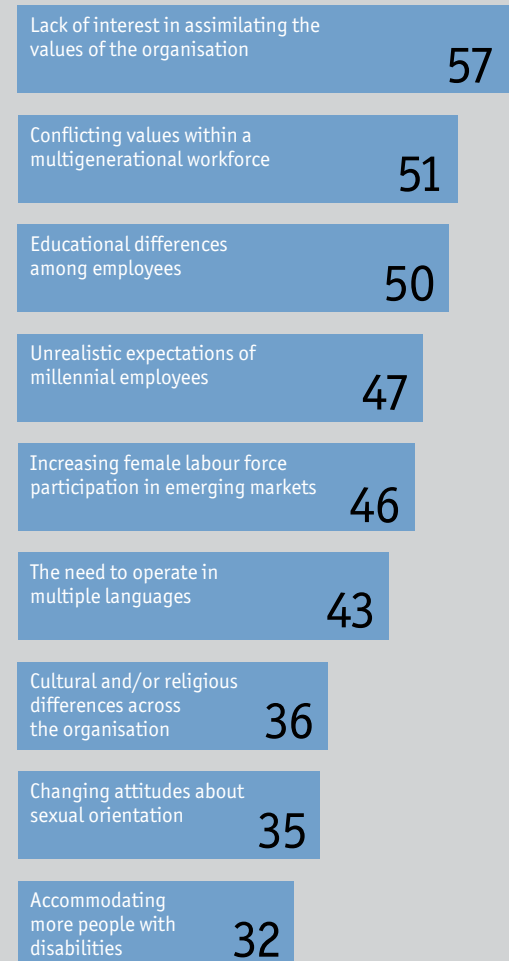 Lack of interest in assimilating the
values of the organisation
57
Conflicting values within a
multigenerational workforce
51
Educational differences
among employees
50
Unrealistic expectations of
millennial employees
47
Increasing female labour force
participation in emerging markets
46
The need to operate in
multiple languages
43
Cultural and/or religious
differences across
the organisation
36
Changing attitudes about
sexual orientation
35
Accommodating
more people with
disabilities
32